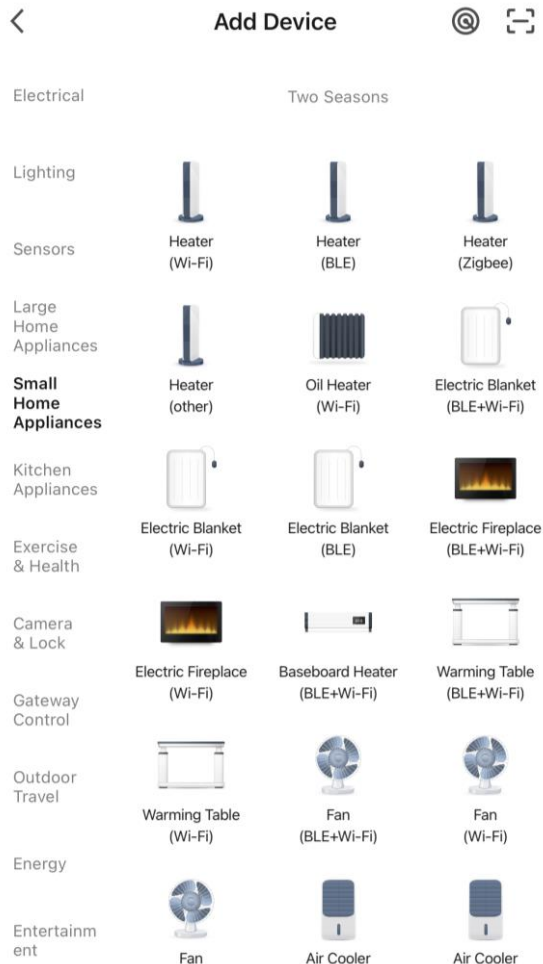 Add Device
Electrical
Lighting
Sensors
Large
Home
Appliances
Small
Home
Appliances
Kitchen
Appliances
Exercise
& Health
Camera
& Lock
Gateway
Control
Outdoor
Travel
Energy
Entertainm
ent
Two Seasons
Heater
(Wi-Fi)
Heater
(BLE)
Heater
(Zigbee)
Heater
(other)
Oil Heater
(Wi-Fi)
Electric Blanket
(BLE+Wi-Fi)
Electric Blanket
(Wi-Fi)
Electric Blanket
(BLE)
Electric Fireplace
(BLE+Wi-Fi)
Electric Fireplace
(Wi-Fi)
Baseboard Heater
(BLE+Wi-Fi)
Warming Table
(BLE+Wi-Fi)
Warming Table
(Wi-Fi)
Fan
(BLE+Wi-Fi)
Fan
(Wi-Fi)
Fan
Air Cooler
Air Cooler